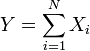 Y = \sum_{i=1}^{N} X_i